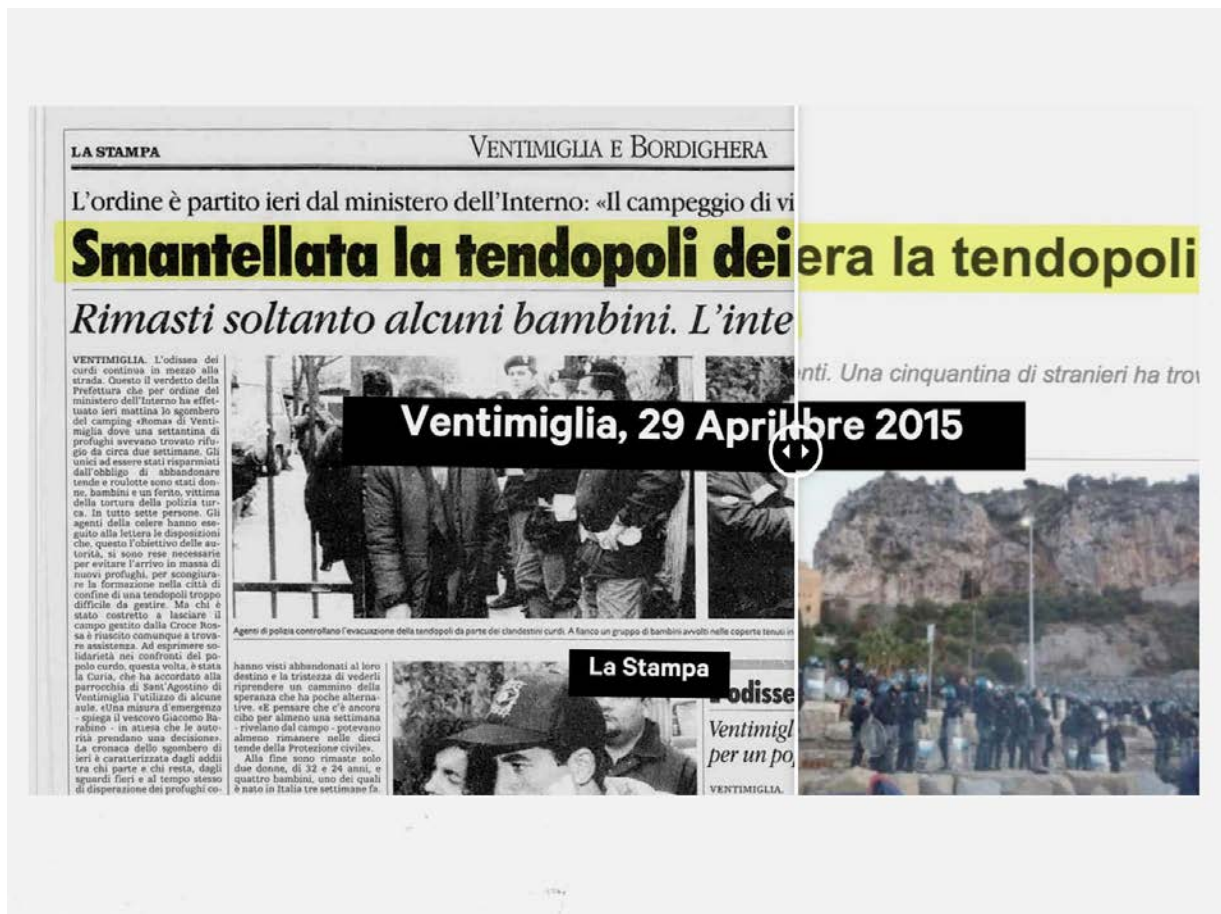 LA STAMPA
VENTIMIGLIA E BORDIGHERA
L'ordine è partito ieri dal ministero dell'Interno: «Il campeggio di vi
Smantellata la tendopoli dei
era la tendopoli
Rimasti soltanto alcuni bambini. L'inte
nti. Una cinquantina di stranieri ha trov
Ventimiglia, 29 April
bre 2015
VENTIMIGLIA. L'odissea dei
curdi continua in mezzo alla
strada. Questo il verdetto della
Prefettura che per ordine del
ministero dell'Interno ha effet-
tuato ieri mattina lo sgombero
del camping «Roma» di Venti-
miglia dove una settantina di
profughi avevano trovato rifu-
gio da circa due settimane. Gli
unici ad essere stati risparmiati
dall'obbligo di abbandonare
tende e roulotte sono stati don-
ne, bambini e un ferito, vittima
della tortura della polizia tur-
ca. In tutto sette persone. Gli
agenti della celere hanno ese-
guito alla lettera le disposizioni
che, questo l'obiettivo delle au-
torità, si sono rese necessarie
per evitare l'arrivo in massa di
nuovi profughi, per scongiura-
re la formazione nella città di
confine di una tendopoli troppo
difficile da gestire. Ma chi è
stato costretto a lasciare il
campo gestito dalla Croce Ros-
sa è riuscito comunque a trova-
re assistenza. Ad esprimere so-
lidarietà nei confronti del po-
polo curdo, questa volta, è stata
la Curia, che ha accordato alla
parrocchia di Sant'Agostino di
Ventimiglia l'utilizzo di alcune
aule. «Una misura d'emergenza
- spiega il vescovo Giacomo Ba-
rabino - in attesa che le auto-
rità prendano una decisione».
La cronaca dello sgombero di
ieri è caratterizzata dagli addii
tra chi parte e chi resta, dagli
sguardi fieri e al tempo stesso
di disperazione dei profughi co-
Agenti di polizia controllano l'evacuazione della tendopoli da parte dei clandestini curdi. A fianco un gruppo di bambini avvolti nelle coperte tenuti in
hanno visti abbandonati al loro
destino e la tristezza di vederli
riprendere un cammino della
speranza che ha poche alterna-
tive. «E pensare che c'è ancora
cibo per almeno una settimana
- rivelano dal campo - potevano
almeno rimanere nelle dieci
tende della Protezione civile».
Alla fine sono rimaste solo
due donne, di 32 e 24 anni, e
quattro bambini, uno dei quali
è nato in Italia tre settimane fa.
La Stampa
odisse
Ventimigl
per un po
VENTIMIGLIA.